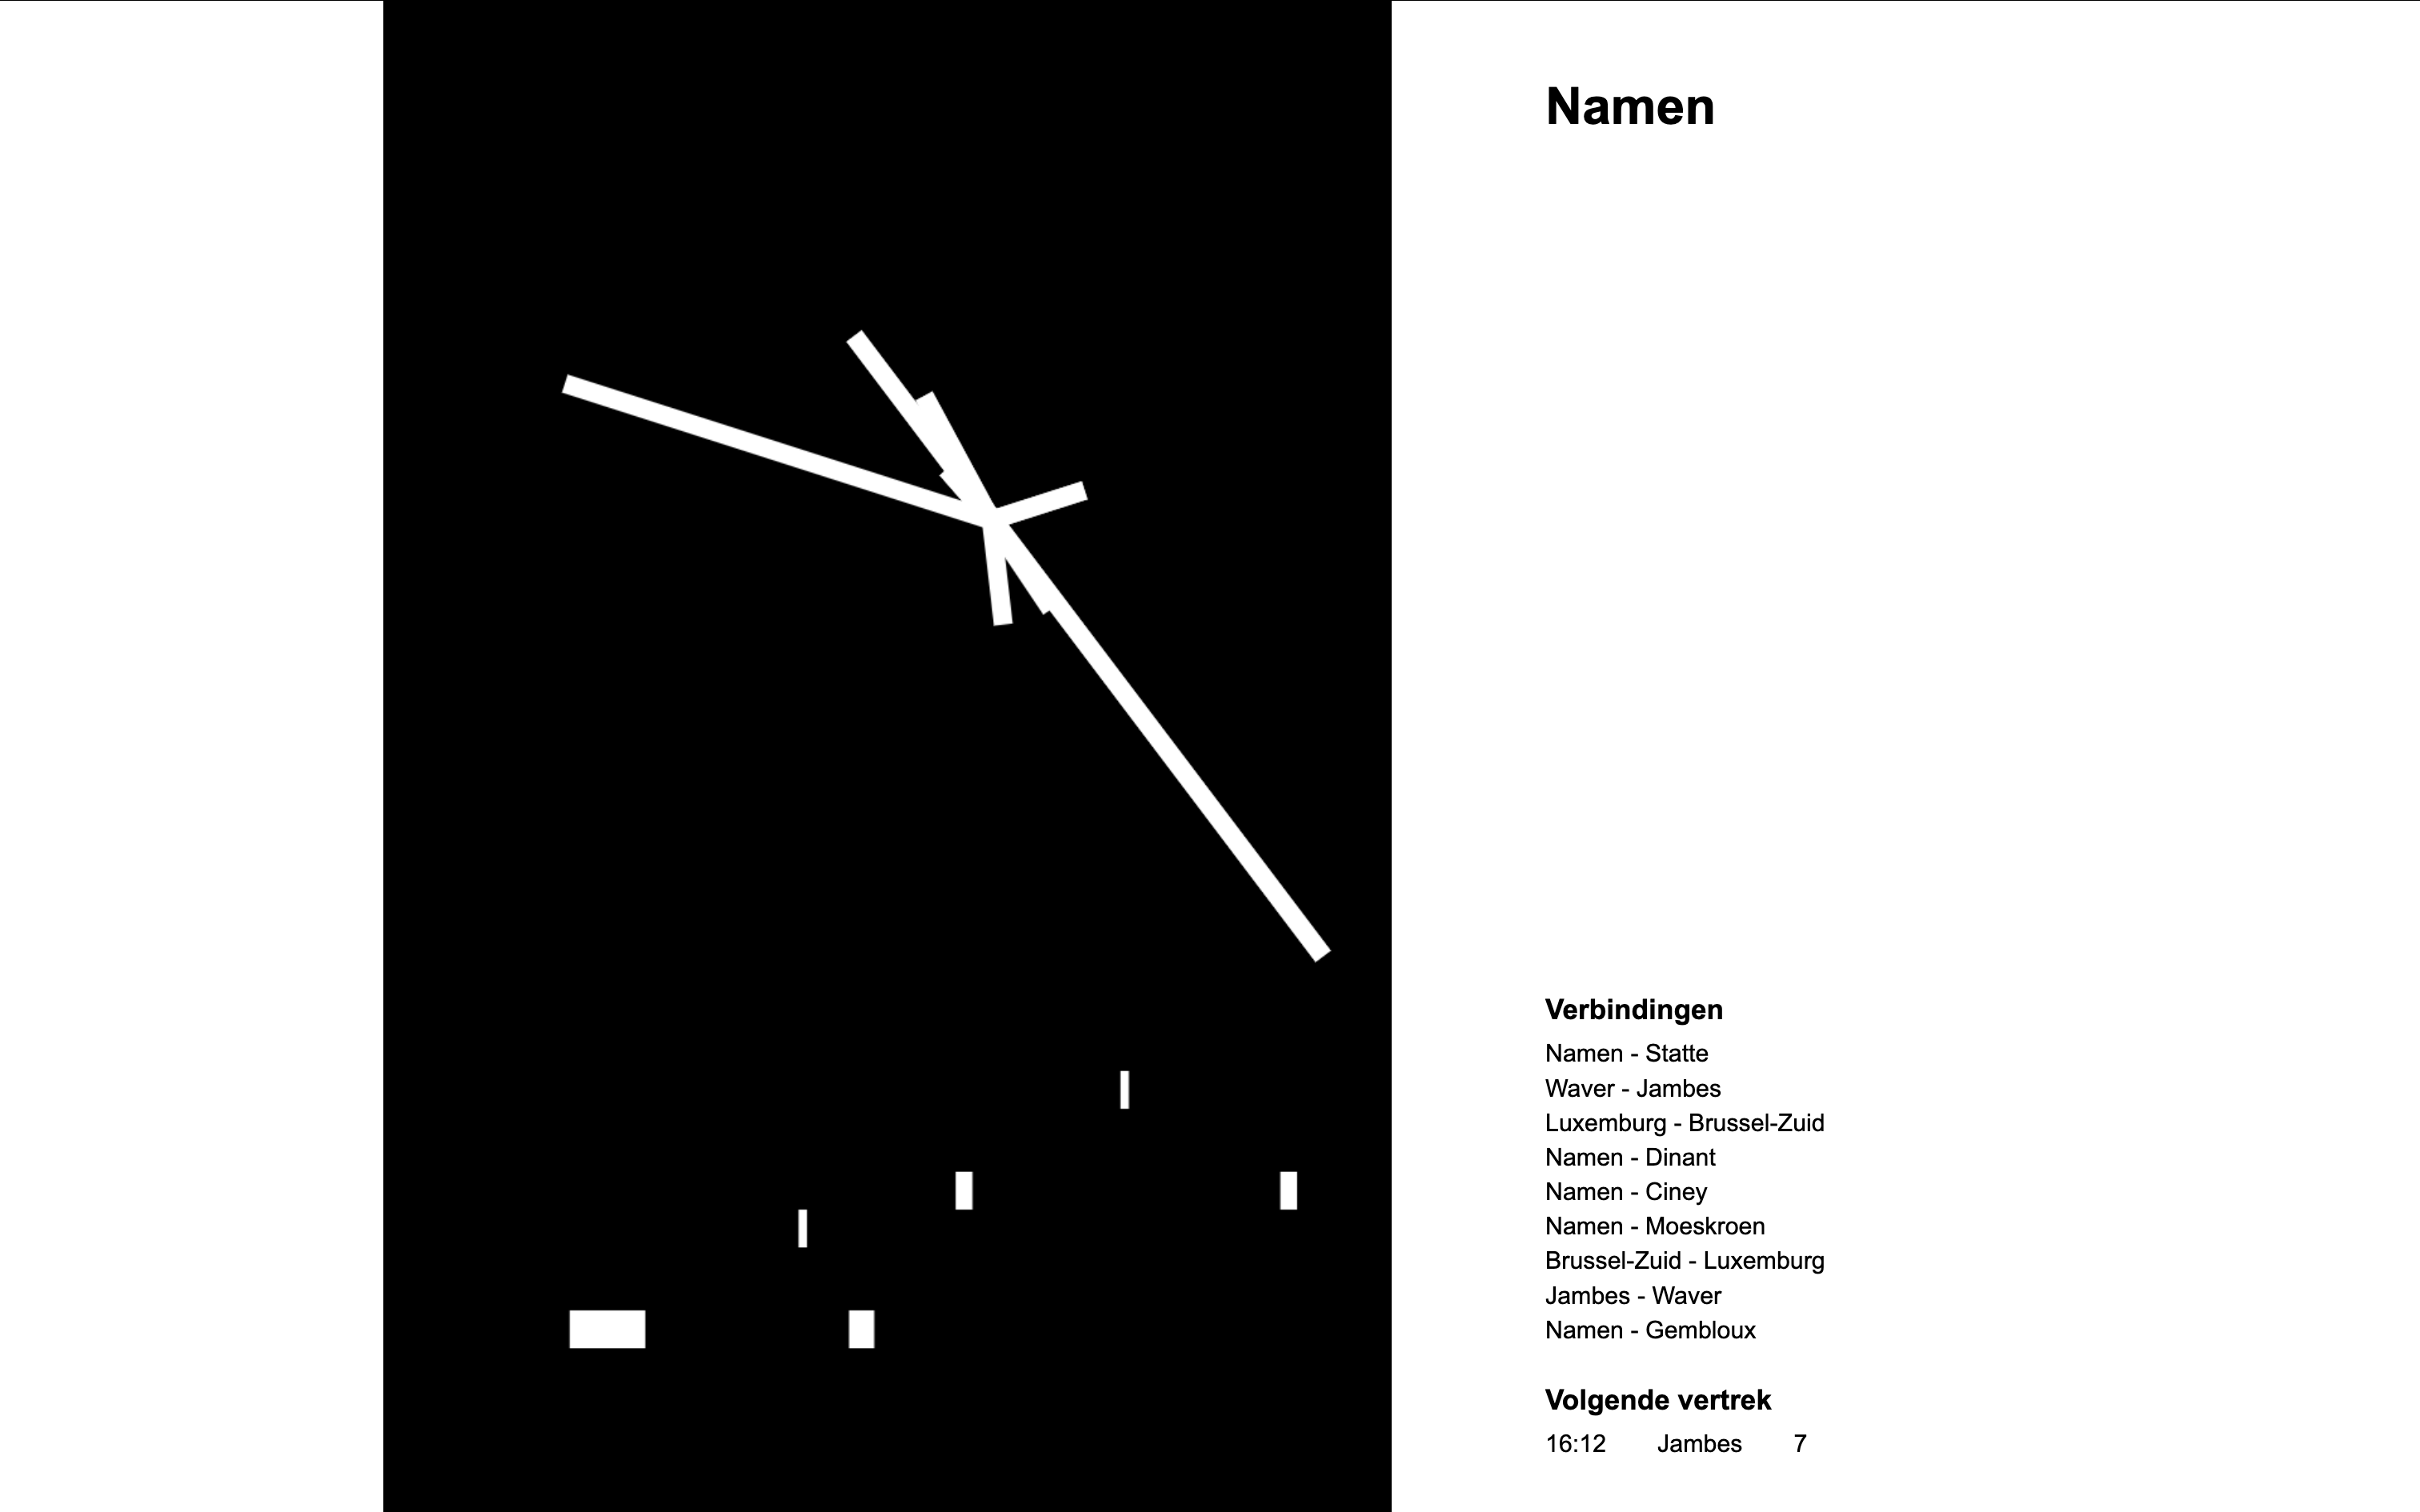 Namen
Verbindingen
Namen - Statte
Waver - Jambes
Luxemburg - Brussel-Zuid
Namen - Dinant
Namen - Ciney
Namen - Moeskroen
Brussel-Zuid - Luxemburg
Jambes - Waver
Namen - Gembloux
Volgende vertrek
16:12 Jambes 7